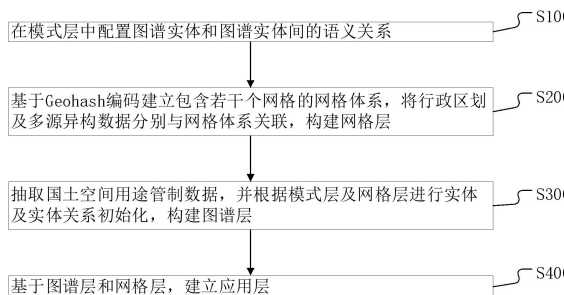 在模式层中配置图谱实体和图谱实体间的语义关系
S100
基于Geohash编码建立包含若干个网格的网格体系，将行政区划
及多源异构数据分别与网格体系关联，构建网格层
S200
抽取国土空间用途管制数据，并根据模式层及网格层进行实体
及实体关系初始化，构建图谱层
S300
基于图谱层和网格层，建立应用层
S400